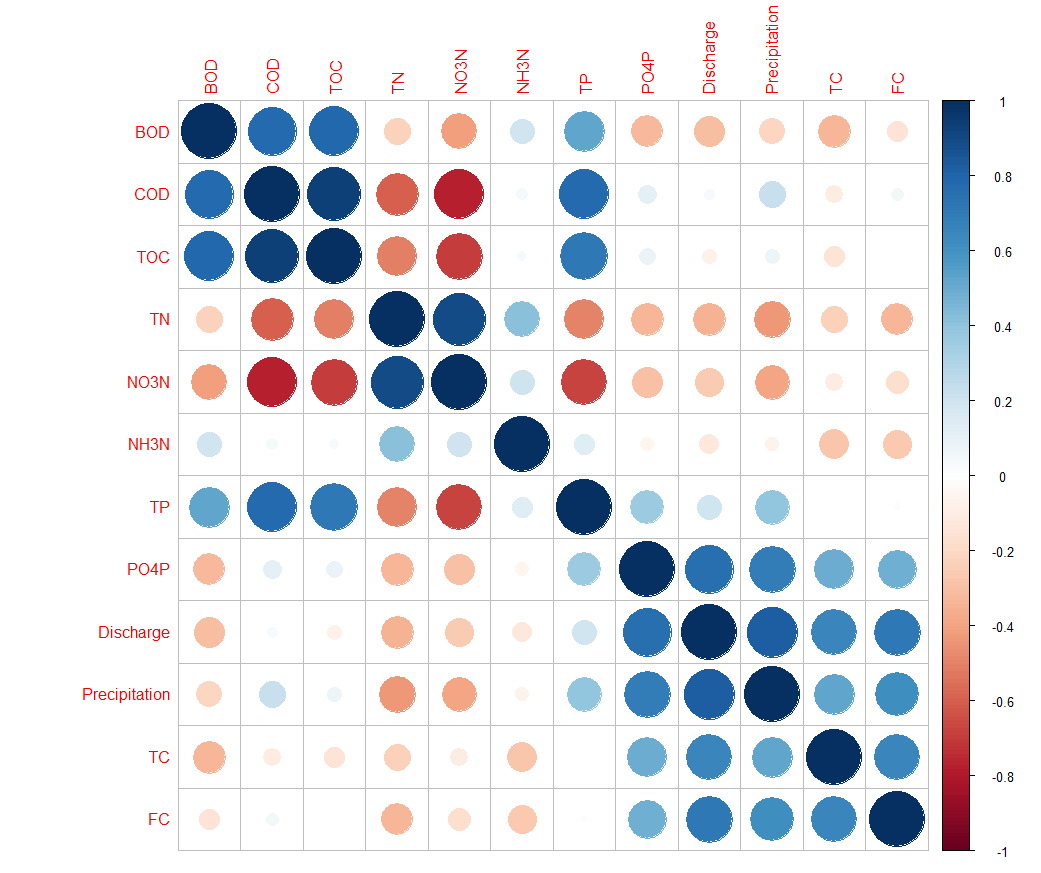 BOD
COD
TOC
TN
NO3N
NH3N
TP
PO4P
Discharge
Precipitation
TC
FC
BOD
COD
TOC
TN
NO3N
NH3N
TP
PO4P
Discharge
Precipitation
TC
FC
1
0.8
0.6
0.4
0.2
0
-0.2
-0.4
-0.6
-0.8
-1